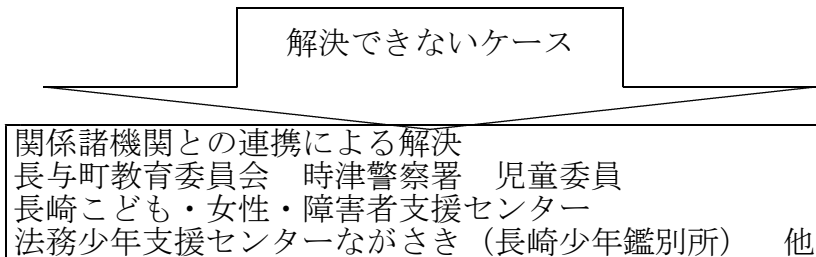 解決できないケース
関係諸機関との連携による解決
長与町教育委員会　時津警察署　児童委員
長崎こども・女性・障害者支援センター
法務少年支援センターながさき（長崎少年鑑別所）　他